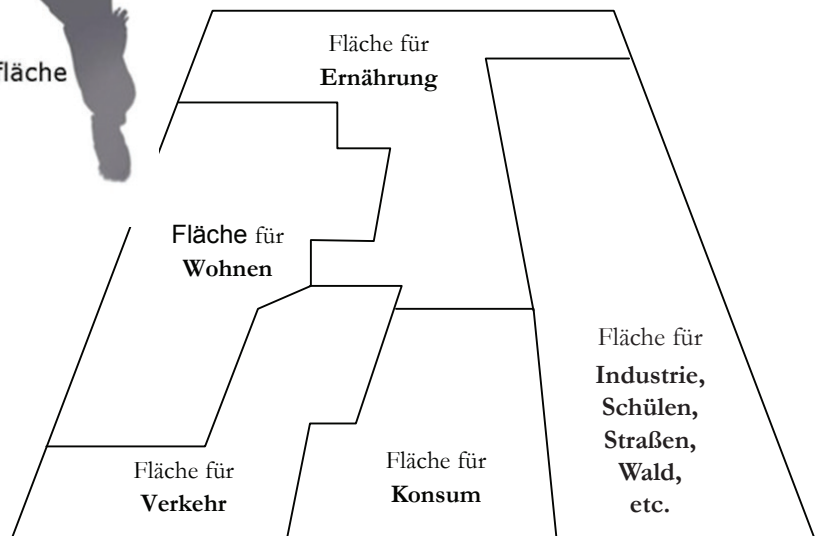 Fläche für
Ernährung
fläche
Fläche für
Wohnen
Fläche für
Industrie,
Schülen,
Straßen,
Wald,
etc.
Fläche für
Verkehr
Fläche für
Konsum